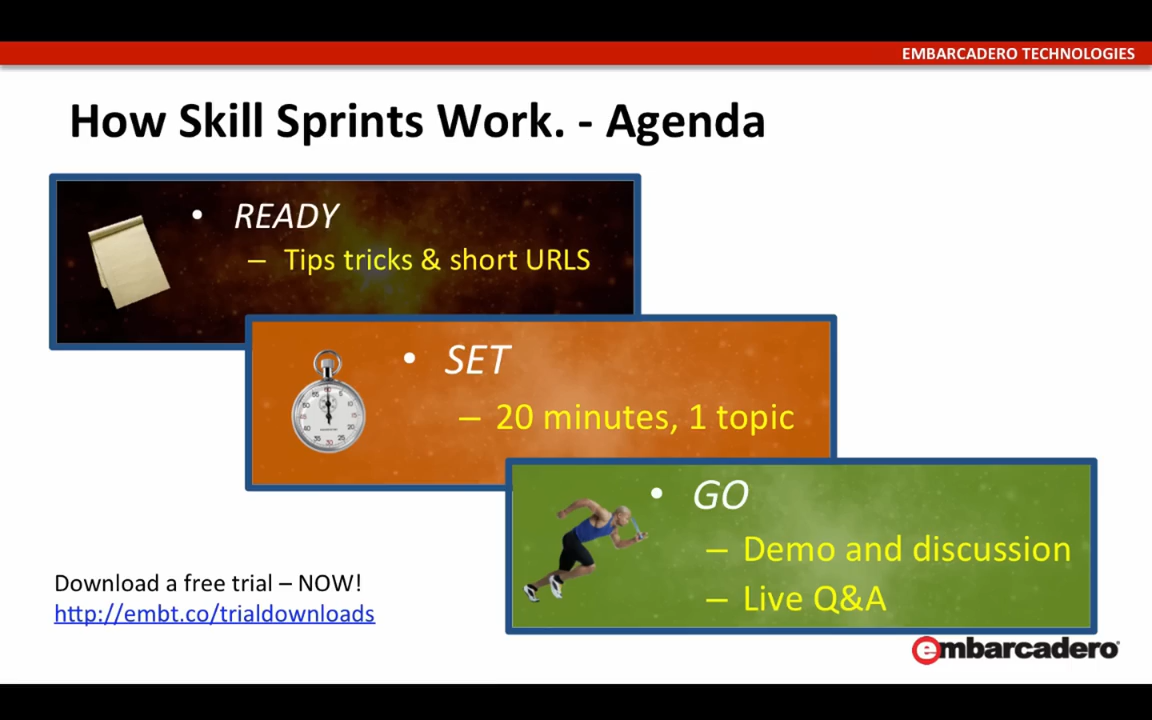 EMBARCADERO TECHNOLOGIES
How Skill Sprints Work. - Agenda
• READY
– Tips tricks & short URLS
• SET
– 20 minutes, 1 topic
• GO
– Demo and discussion
– Live Q&A
Download a free trial – NOW!
http://embt.co/trialdownloads
embarcadero